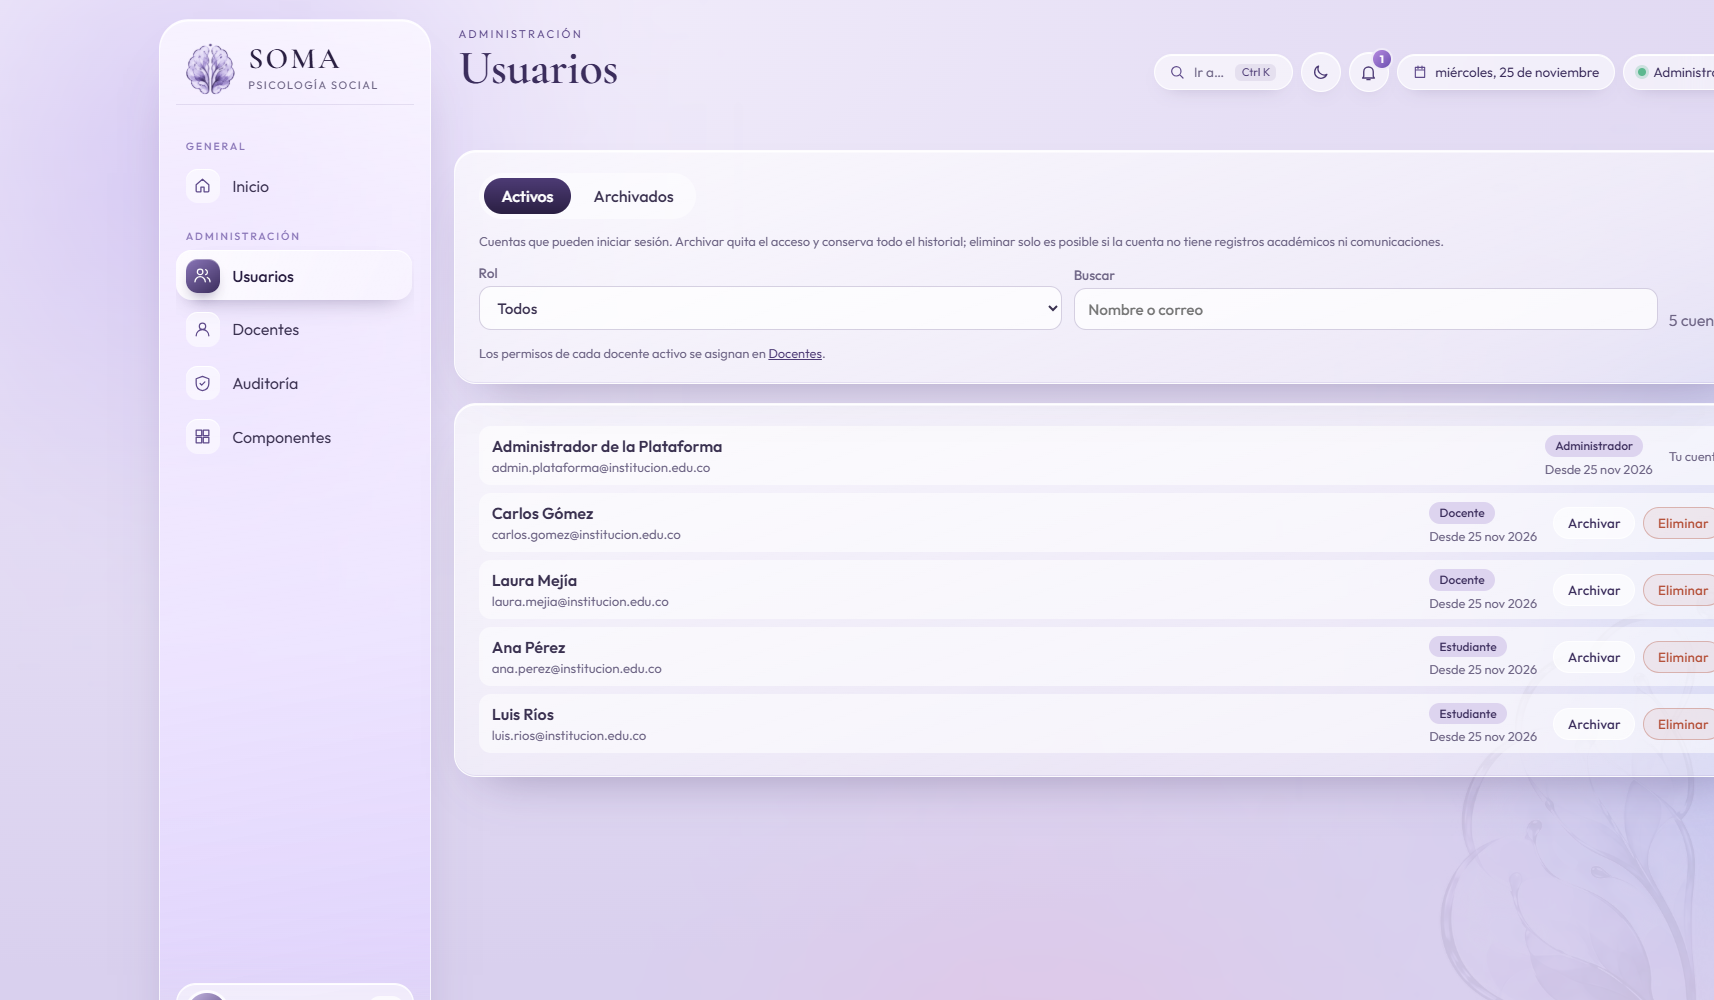 SOMA
PSICOLOGÍA SOCIAL
GENERAL
Inicio
ADMINISTRACIÓN
Usuarios
Docentes
Auditoría
Componentes
ADMINISTRACIÓN
Usuarios
Ir a...
Ctrl K
1
miércoles, 25 de noviembre
Activos
Archivados
Cuentas que pueden iniciar sesión. Archivar quita el acceso y conserva todo el historial; eliminar solo es posible si la cuenta no tiene registros académicos ni comunicaciones.
Rol
Todos
Buscar
Nombre o correo
5
Los permisos de cada docente activo se asignan en Docentes.
Administrador de la Plataforma
admin.plataforma@institucion.edu.co
Administrador
Desde 25 nov 2026
Tu
Carlos Gómez
carlos.gomez@institucion.edu.co
Docente
Desde 25 nov 2026
Archivar
Eliminar
Laura Mejía
laura.mejia@institucion.edu.co
Docente
Desde 25 nov 2026
Archivar
Eliminar
Ana Pérez
ana.perez@institucion.edu.co
Estudiante
Desde 25 nov 2026
Archivar
Eliminar
Luis Ríos
luis.rios@institucion.edu.co
Estudiante
Desde 25 nov 2026
Archivar
Eliminar